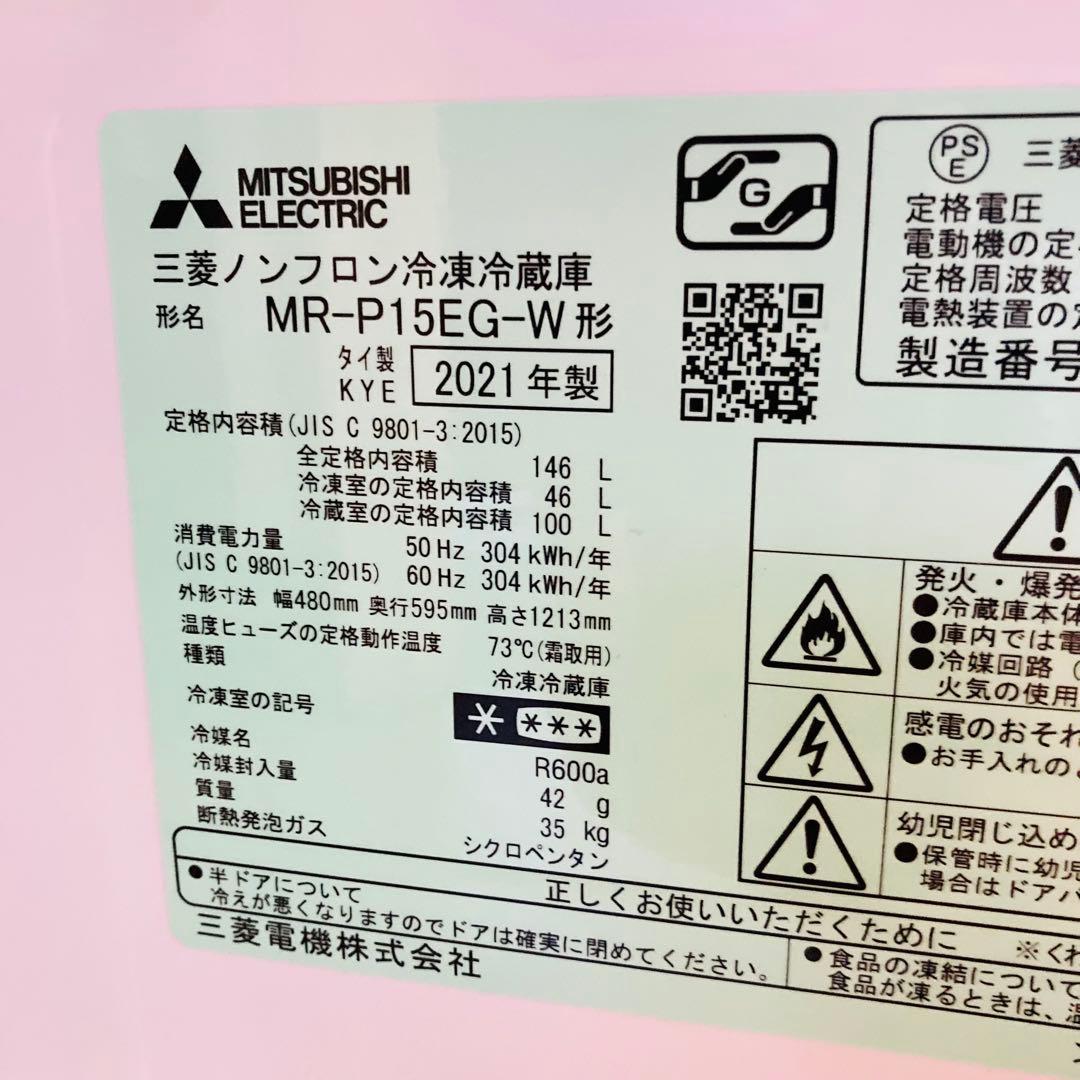 MITSUBISHI
ELECTRIC
三菱ノンフロン冷凍冷蔵庫
形名 MR-P15EG-W形
タイ製
KYE 2021年製
定格内容積(JIS C 9801-3:2015)
全定格内容積 146 L
冷凍室の定格内容積 46 L
冷蔵室の定格内容積 100 L
消費電力量 50Hz 304kWh/年
(JIS C 9801-3:2015) 60Hz 304kWh/年
外形寸法 幅480mm 奥行595mm 高さ1213mm
温度ヒューズの定格動作温度 73℃(霜取用)
種類 冷凍冷蔵庫
冷凍室の記号 * ***
冷媒名 R600a
冷媒封入量 42 g
質量 35 kg
断熱発泡ガス シクロペンタン
G
PS
E
三菱
定格電圧
電動機の定
定格周波数
電熱装置の定
製造番号
発火・爆発
●冷蔵庫本体
●庫内では電
●冷媒回路(
火気の使用
感電のおそれ
●お手入れの
幼児閉じ込め
●保管時に幼児
場合はドアパ
正しくお使いいただくために
※くわ
●半ドアについて
冷えが悪くなりますのでドアは確実に閉めてください。
●食品の凍結について
食品が凍るときは、温
三菱電機株式会社